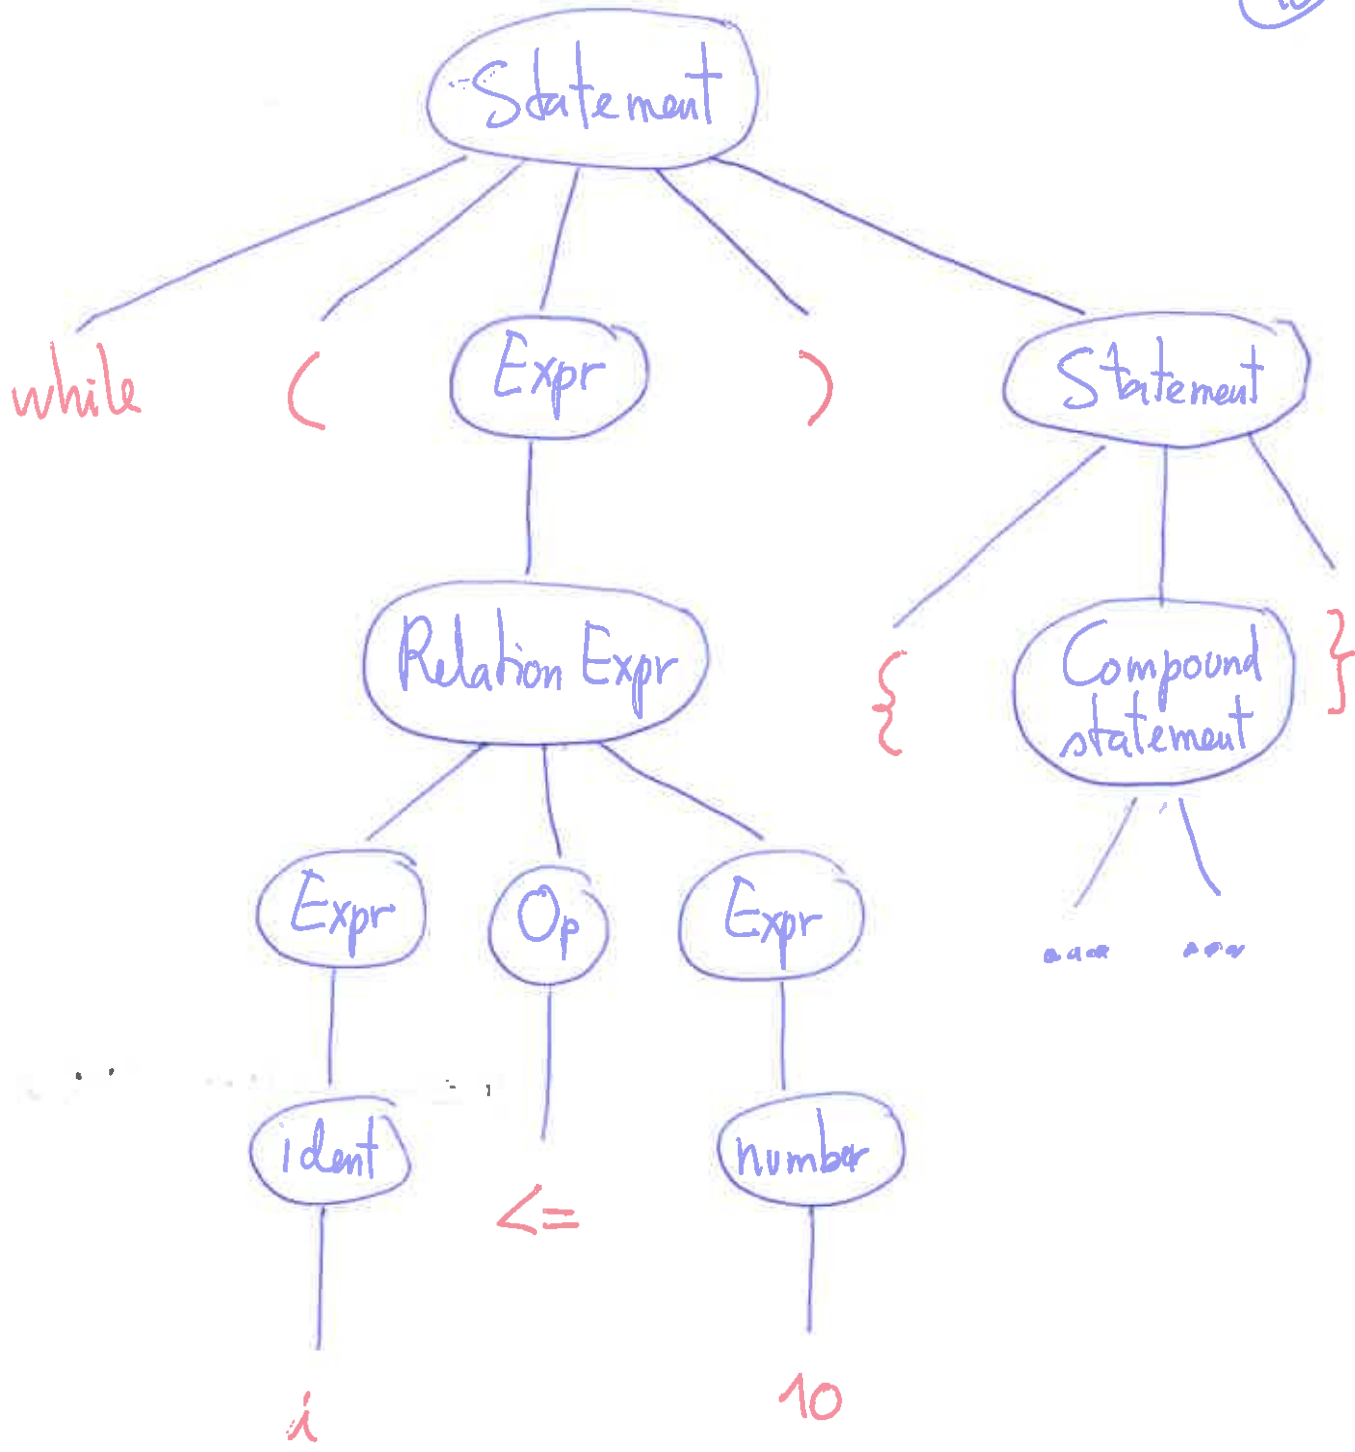 Statement
while ( Expr ) Statement
Relation Expr { Compound statement }
Expr Op Expr
.... ....
ident <= number
i 10